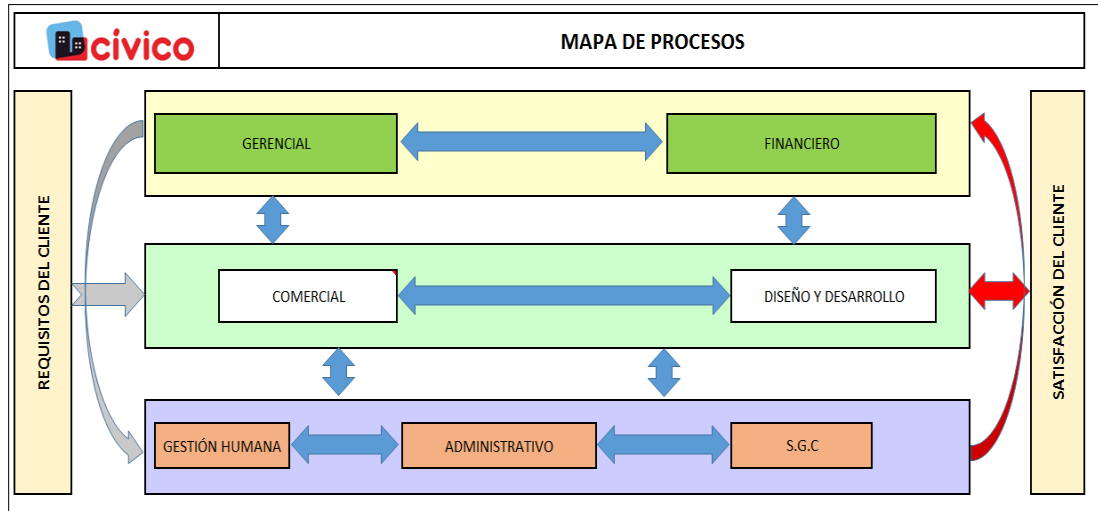 cívico
MAPA DE PROCESOS
REQUISITOS DEL CLIENTE
GERENCIAL
FINANCIERO
COMERCIAL
DISEÑO Y DESARROLLO
GESTIÓN HUMANA
ADMINISTRATIVO
S.G.C
SATISFACCIÓN DEL CLIENTE